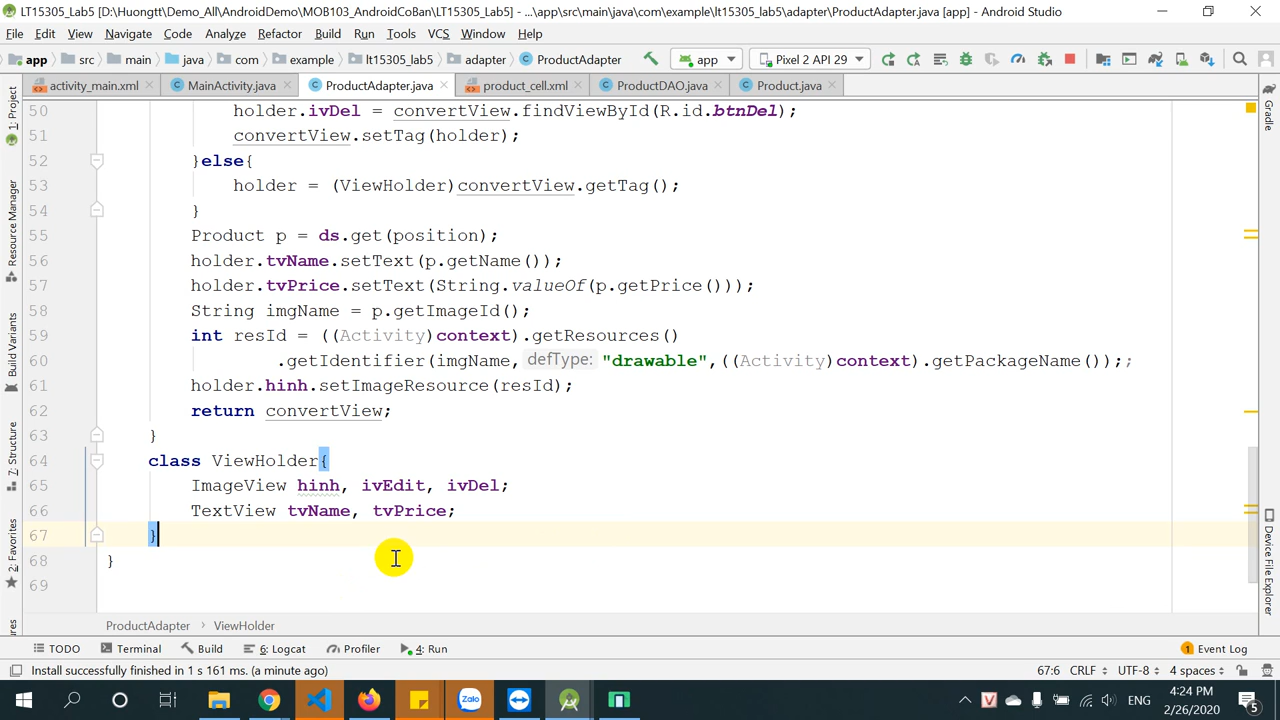 LT15305_Lab5 [D:\Huongtt\Demo_All\AndroidDemo\MOB103_AndroidCoBan\LT15305_Lab5] - ...\app\src\main\java\com\example\lt15305_lab5\adapter\ProductAdapter.java [app] - Android Studio
File Edit View Navigate Code Analyze Refactor Build Run Tools VCS Window Help
app src main java com example lt15305_lab5 adapter ProductAdapter app Pixel 2 API 29
activity_main.xml MainActivity.java ProductAdapter.java product_cell.xml ProductDAO.java Product.java
1: Project
Resource Manager
Build Variants
7: Structure
2: Favorites
50 holder.ivDel = convertView.findViewById(R.id.btnDel);
51 convertView.setTag(holder);
52 }else{
53 holder = (ViewHolder)convertView.getTag();
54 }
55 Product p = ds.get(position);
56 holder.tvName.setText(p.getName());
57 holder.tvPrice.setText(String.valueOf(p.getPrice()));
58 String imgName = p.getImageId();
59 int resId = ((Activity)context).getResources()
60 .getIdentifier(imgName, defType: "drawable",((Activity)context).getPackageName());;
61 holder.hinh.setImageResource(resId);
62 return convertView;
63 }
64 class ViewHolder{
65 ImageView hinh, ivEdit, ivDel;
66 TextView tvName, tvPrice;
67 }
68 }
69
Gradle
Device File Explorer
ProductAdapter ViewHolder
TODO Terminal Build 6: Logcat Profiler 4: Run 1 Event Log
Install successfully finished in 1 s 161 ms. (a minute ago) 67:6 CRLF UTF-8 4 spaces
Zalo ENG 4:24 PM
2/26/2020 5